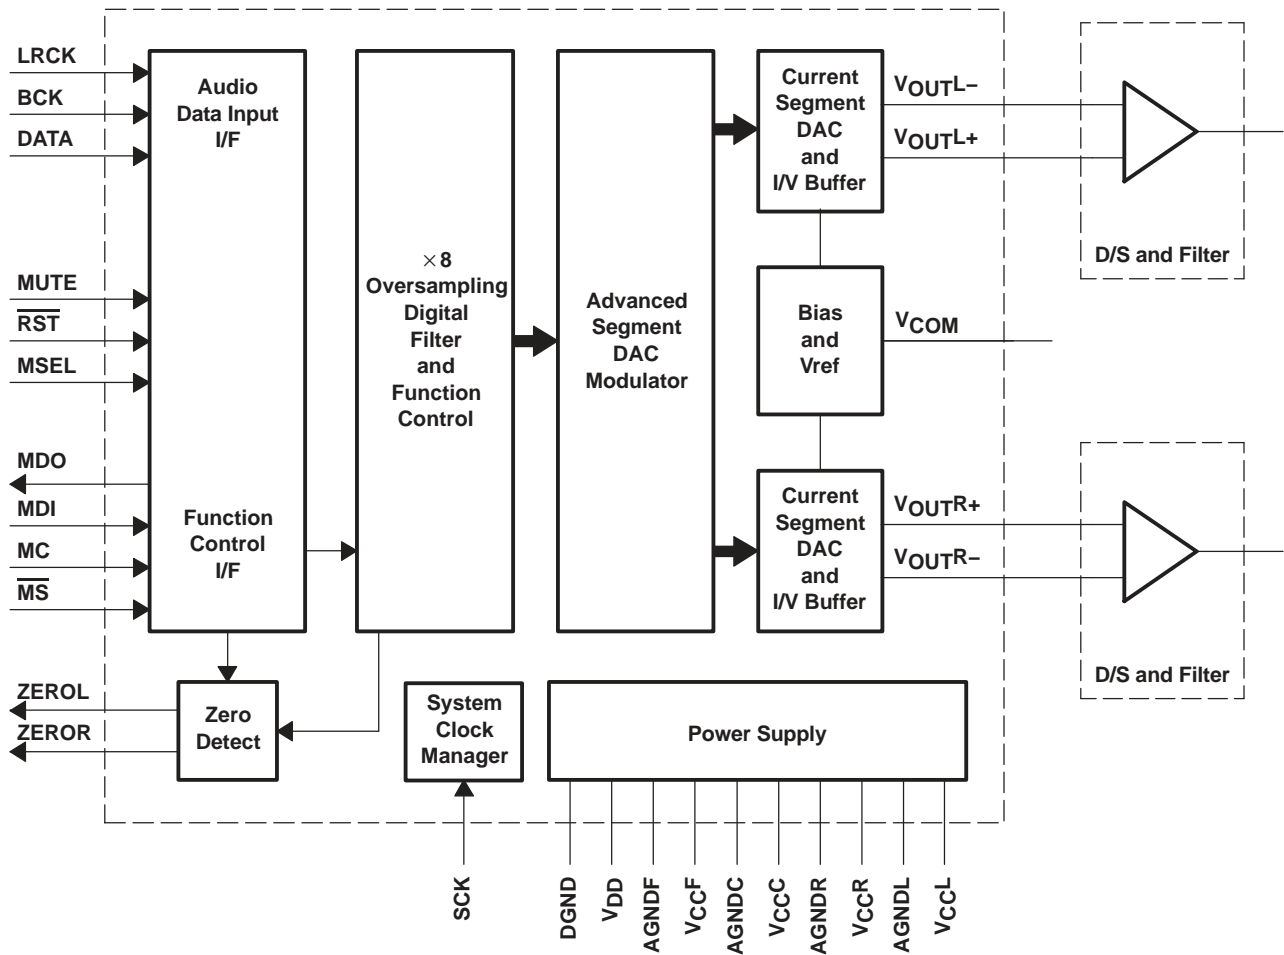 LRCK
BCK
DATA
MUTE
RST
MSEL
MDO
MDI
MC
MS
ZEROL
ZEROR
Audio
Data Input
I/F
Function
Control
I/F
×8
Oversampling
Digital
Filter
and
Function
Control
Advanced
Segment
DAC
Modulator
Current
Segment
DAC
and
I/V Buffer
Bias
and
Vref
Current
Segment
DAC
and
I/V Buffer
VOUTL−
VOUTL+
VCOM
VOUTR+
VOUTR−
D/S and Filter
D/S and Filter
Zero
Detect
System
Clock
Manager
Power Supply
SCK
DGND
VDD
AGNDF
VCCF
AGNDC
VCCC
AGNDR
VCCR
AGNDL
VCCL